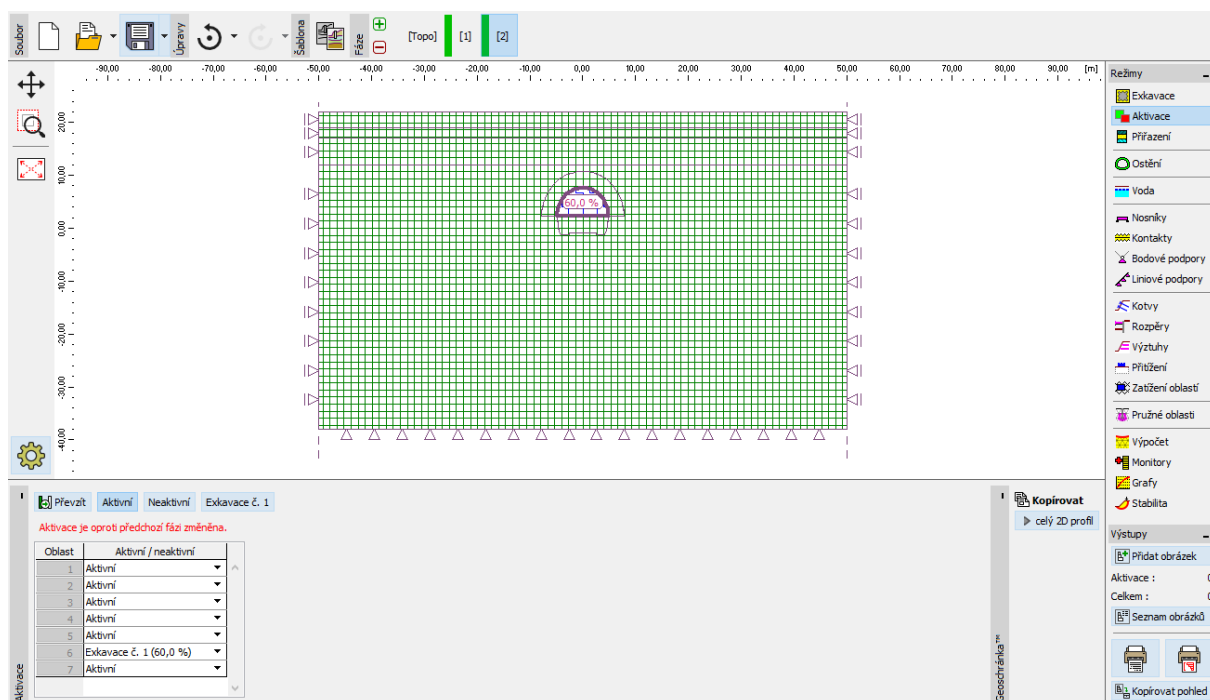 Soubor
Úpravy
Šablona
Fáze
[Topo]
[1]
[2]
-90,00 -80,00 -70,00 -60,00 -50,00 -40,00 -30,00 -20,00 -10,00 0,00 10,00 20,00 30,00 40,00 50,00 60,00 70,00 80,00 90,00 [m]
20,00
10,00
0,00
-10,00
-20,00
-30,00
-40,00
60,0 %
Režimy
Exkavace
Aktivace
Přiřazení
Ostění
Voda
Nosníky
Kontakty
Bodové podpory
Liniové podpory
Kotvy
Rozpěry
Výztuhy
Přitížení
Zatížení oblastí
Pružné oblasti
Výpočet
Monitory
Grafy
Stabilita
Výstupy
Přidat obrázek
Aktivace : 0
Celkem : 0
Seznam obrázků
Kopírovat pohled
Aktivace
Převzít Aktivní Neaktivní Exkavace č. 1
Aktivace je oproti předchozí fázi změněna.
Oblast Aktivní / neaktivní
1 Aktivní
2 Aktivní
3 Aktivní
4 Aktivní
5 Aktivní
6 Exkavace č. 1 (60,0 %)
7 Aktivní
Geoschránka™
Kopírovat
celý 2D profil